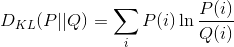 D_{KL}(P||Q) = \sum_i P(i) \ln \frac{P(i)}{Q(i)}